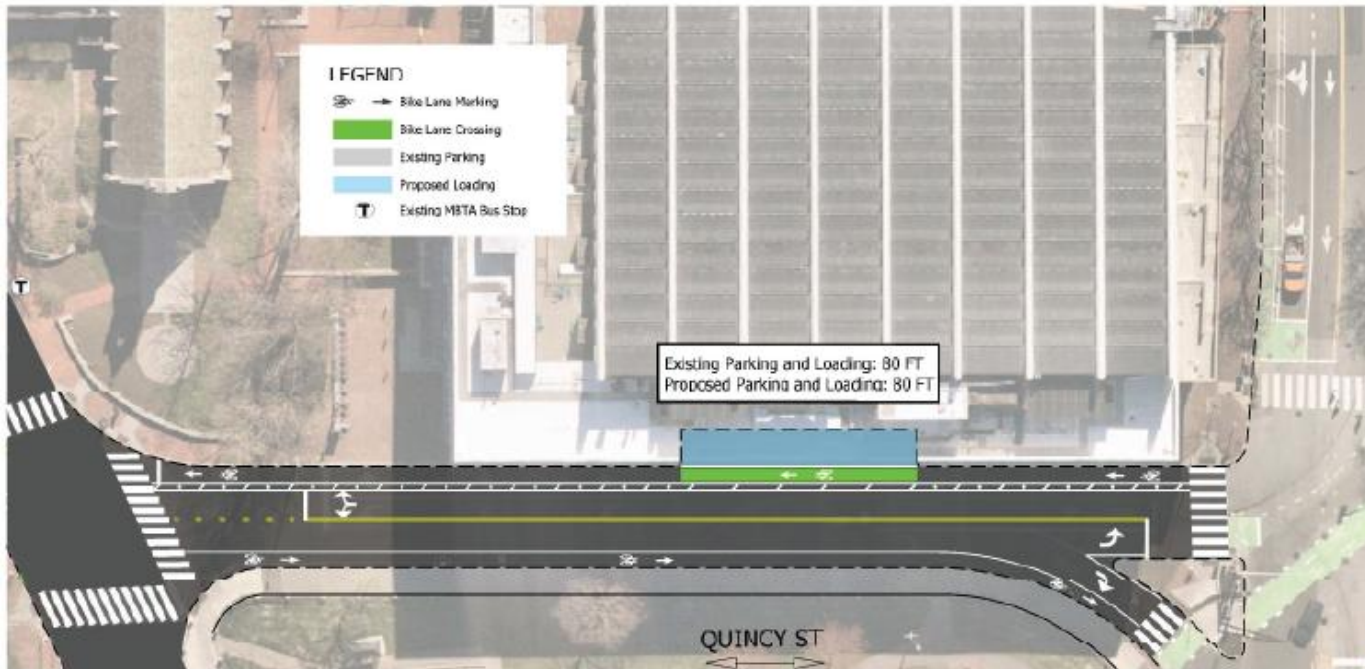 LEGEND
Bike Lane Marking
Bike Lane Crossing
Existing Parking
Proposed Loading
T Existing MBTA Bus Stop
T
Existing Parking and Loading: 80 FT
Proposed Parking and Loading: 80 FT
QUINCY ST